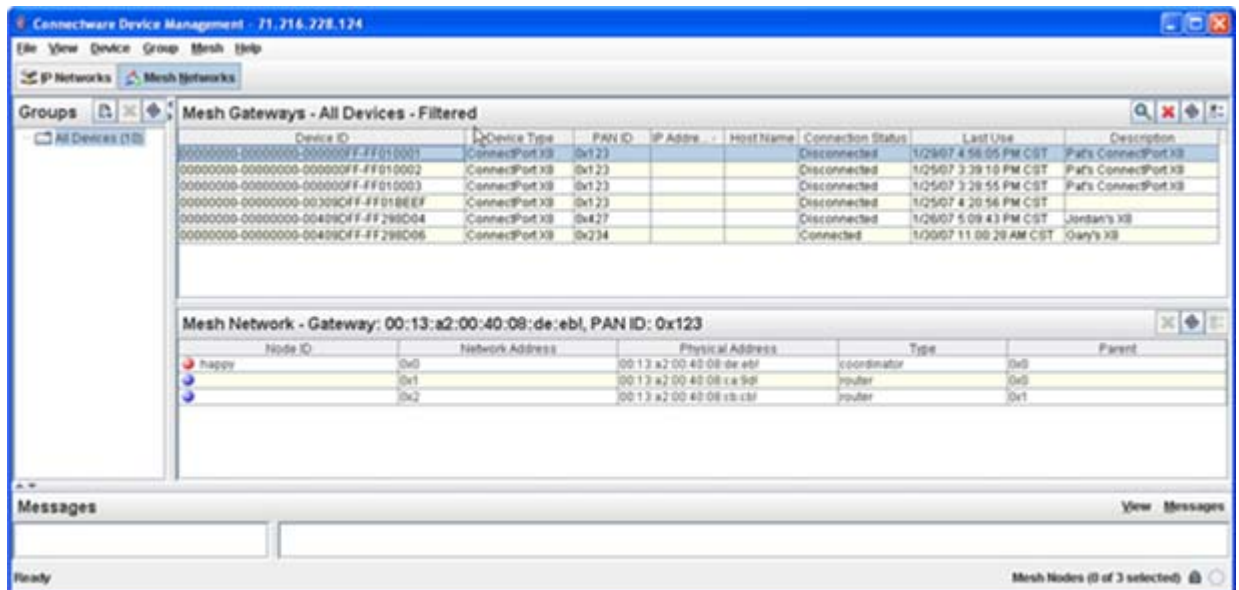 Connectware Device Management - 71.216.228.124
File View Device Group Mesh Help
IP Networks Mesh Networks
Groups Mesh Gateways - All Devices - Filtered
All Devices (10)
Device ID Device Type PAN ID IP Addre... Host Name Connection Status Last Use Description
00000000-00000000-000000FF-FF010001 ConnectPort X8 0x123 Disconnected 1/29/07 4:56:05 PM CST Pat's ConnectPort X8
00000000-00000000-000000FF-FF010002 ConnectPort X8 0x123 Disconnected 1/25/07 3:39:10 PM CST Pat's ConnectPort X8
00000000-00000000-000000FF-FF010003 ConnectPort X8 0x123 Disconnected 1/25/07 3:28:55 PM CST Pat's ConnectPort X8
00000000-00000000-00309DFF-FF01BEEF ConnectPort X8 0x123 Disconnected 1/25/07 4:20:56 PM CST
00000000-00000000-00409DFF-FF298D04 ConnectPort X8 0x427 Disconnected 1/26/07 5:09:43 PM CST Jordan's X8
00000000-00000000-00409DFF-FF298D06 ConnectPort X8 0x234 Connected 1/30/07 11:00:20 AM CST Gary's X8
Mesh Network - Gateway: 00:13:a2:00:40:08:de:eb!, PAN ID: 0x123
Node ID Network Address Physical Address Type Parent
happy 0x0 00:13:a2:00:40:08:de:eb! coordinator 0x0
0x1 00:13:a2:00:40:08:ca:9d! router 0x0
0x2 00:13:a2:00:40:08:cb:cb! router 0x1
Messages View Messages
Ready Mesh Nodes (0 of 3 selected)